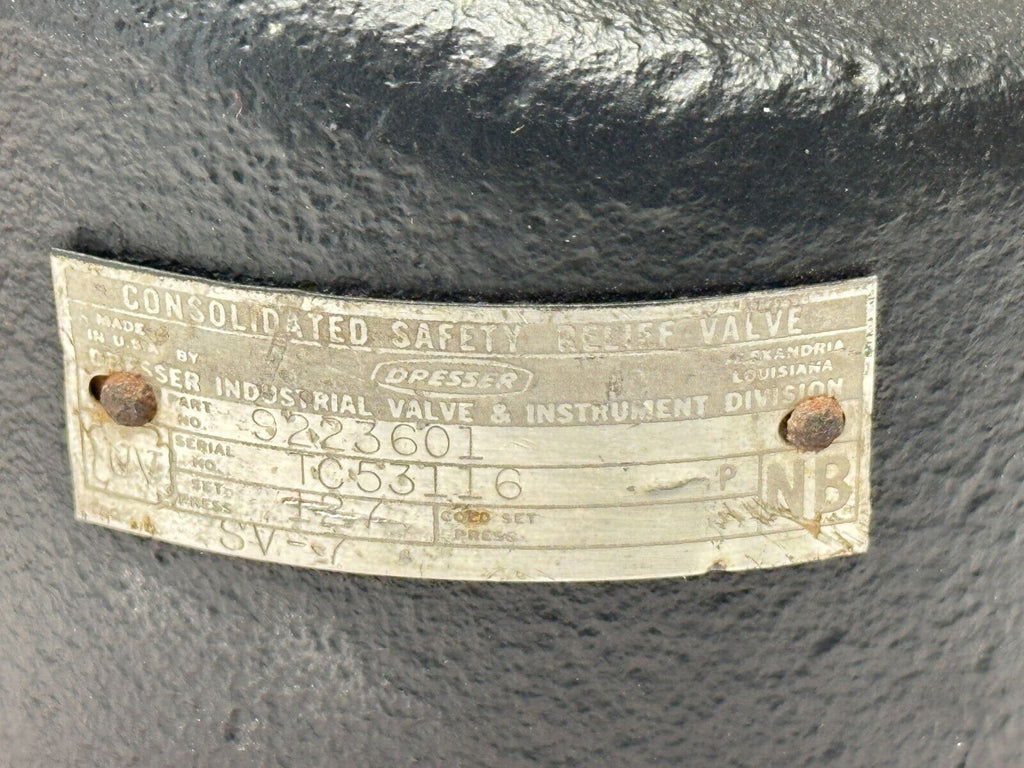 CONSOLIDATED SAFETY RELIEF VALVE
MADE IN U.S.A. BY
DRESSER
ALEXANDRIA LOUISIANA
DRESSER INDUSTRIAL VALVE & INSTRUMENT DIVISION
PART NO. 9223601
SERIAL NO. TC53116 P
NB
SET PRESS. 127 COLD SET PRESS.
SV-7